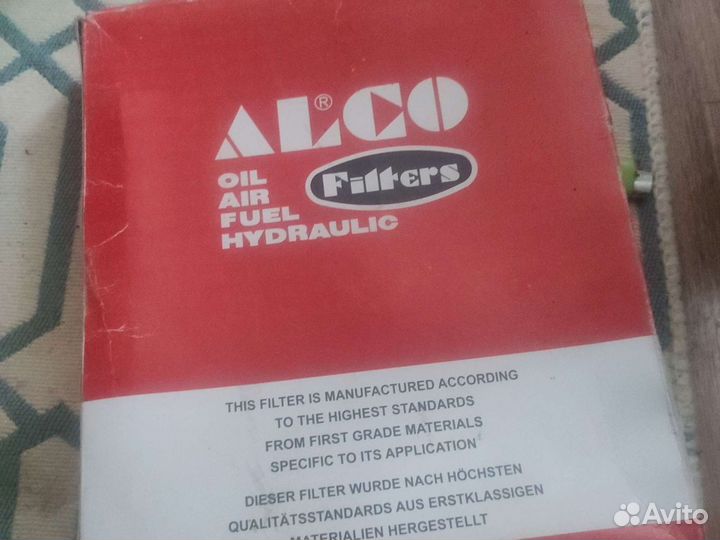 ALCO®
OIL
AIR
FUEL
HYDRAULIC
Filters
THIS FILTER IS MANUFACTURED ACCORDING
TO THE HIGHEST STANDARDS
FROM FIRST GRADE MATERIALS
SPECIFIC TO ITS APPLICATION
DIESER FILTER WURDE NACH HÖCHSTEN
QUALITÄTSSTANDARDS AUS ERSTKLASSIGEN
MATERIALIEN HERGESTELLT
Avito